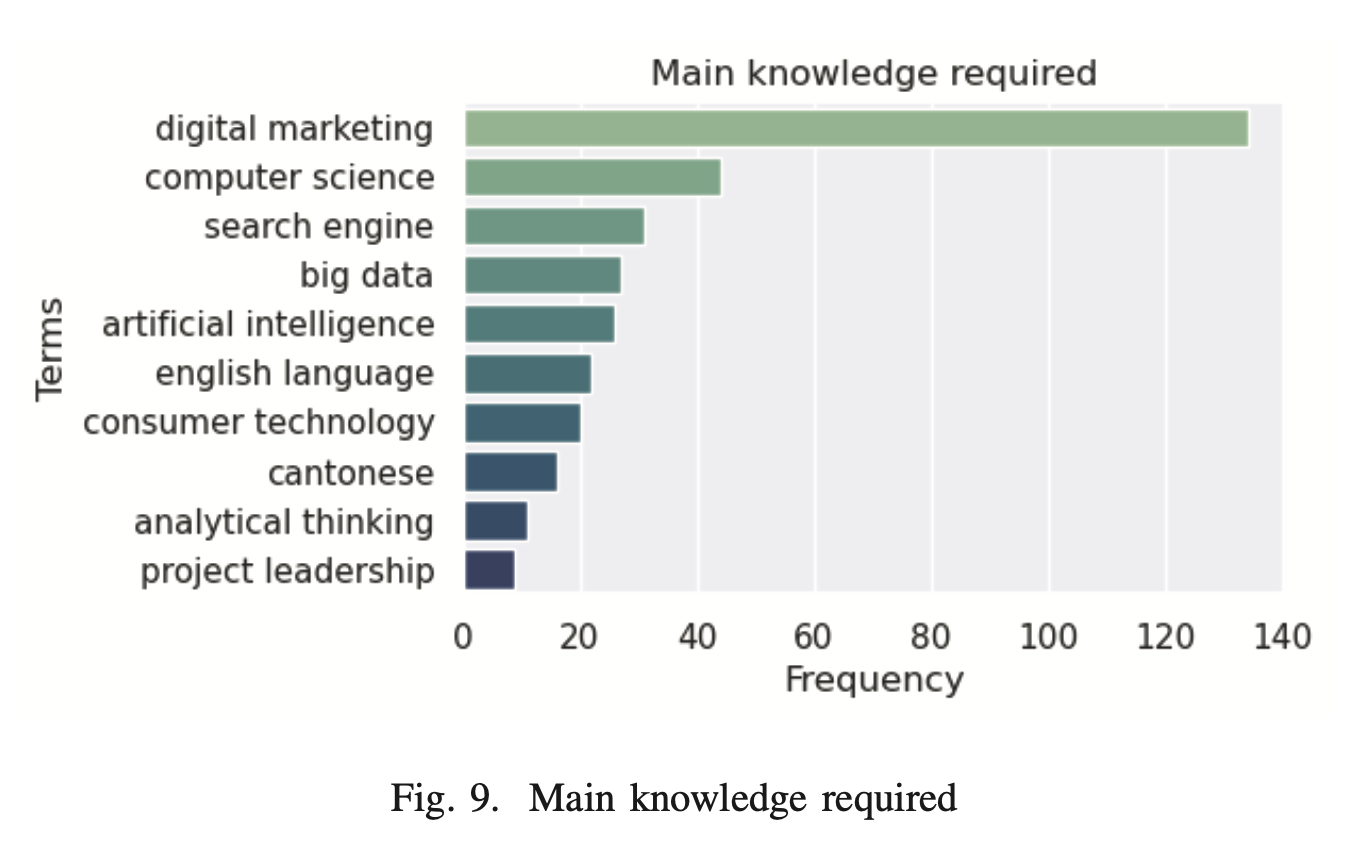 Main knowledge required
digital marketing
computer science
search engine
big data
artificial intelligence
english language
consumer technology
cantonese
analytical thinking
project leadership
Terms
0 20 40 60 80 100 120 140
Frequency
Fig. 9. Main knowledge required